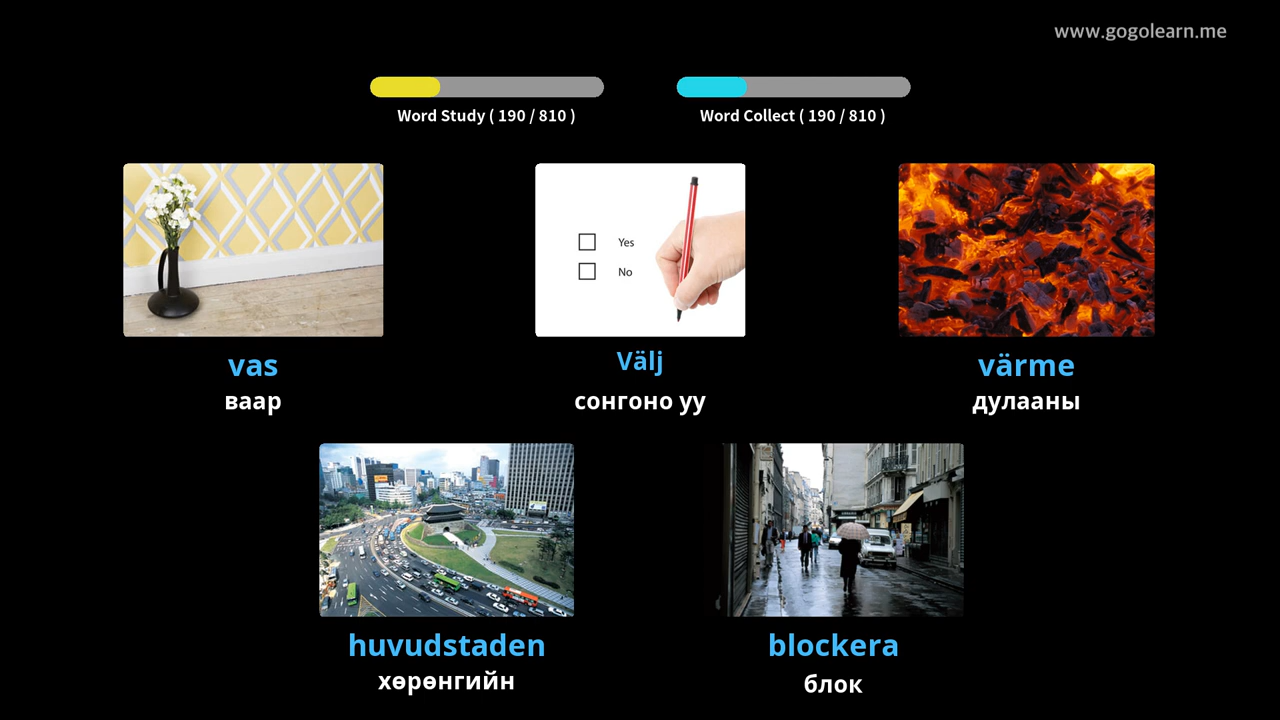 www.gogolearn.me
Word Study ( 190 / 810 )
Word Collect ( 190 / 810 )
Yes
No
vas
ваар
Välj
сонгоно уу
värme
дулааны
huvudstaden
хөрөнгийн
blockera
блок